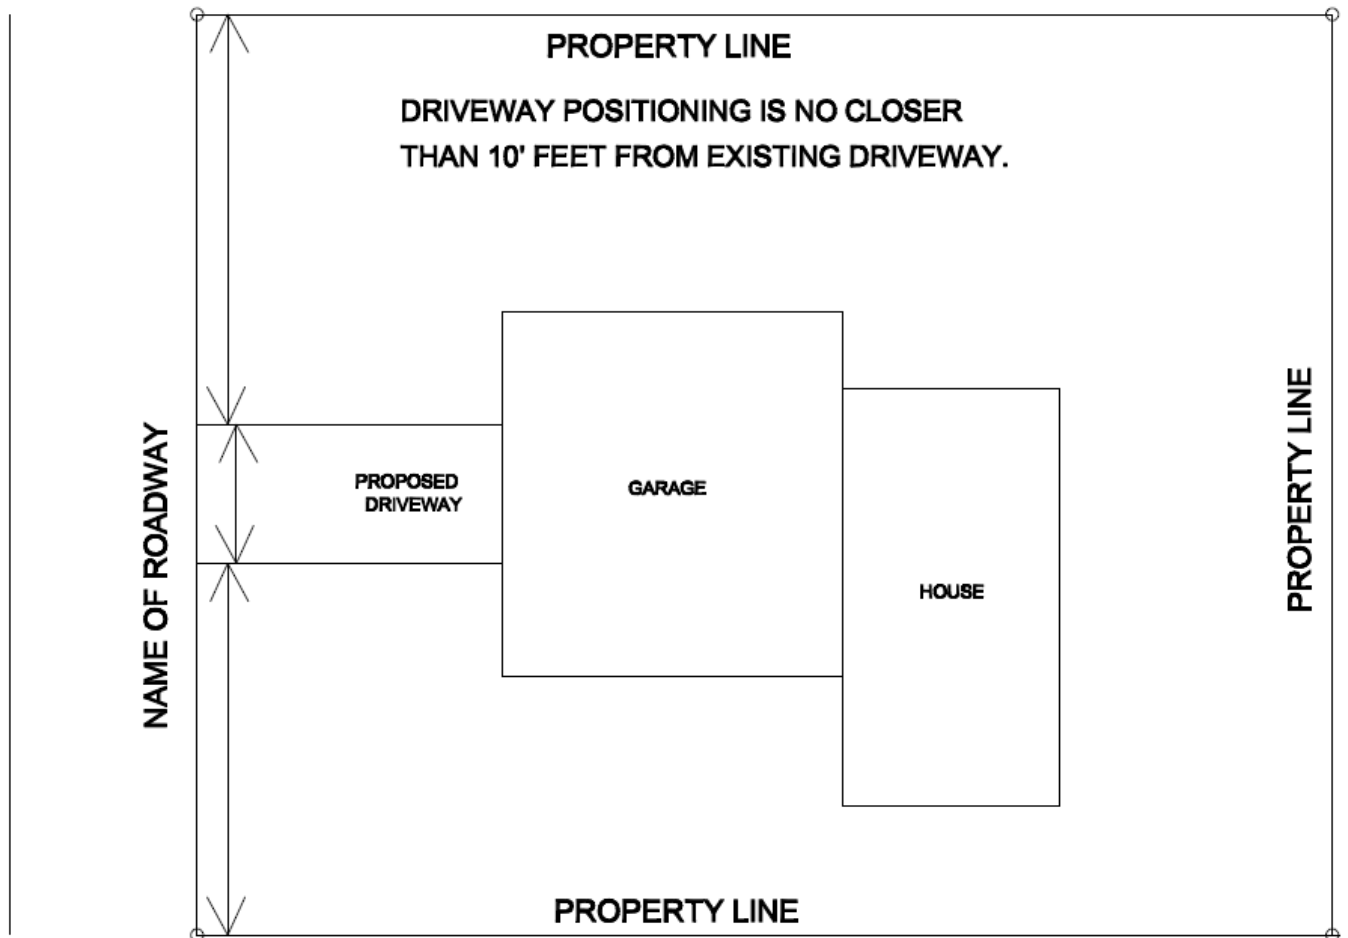 PROPERTY LINE
DRIVEWAY POSITIONING IS NO CLOSER
THAN 10' FEET FROM EXISTING DRIVEWAY.
NAME OF ROADWAY
PROPOSED
DRIVEWAY
GARAGE
HOUSE
PROPERTY LINE
PROPERTY LINE